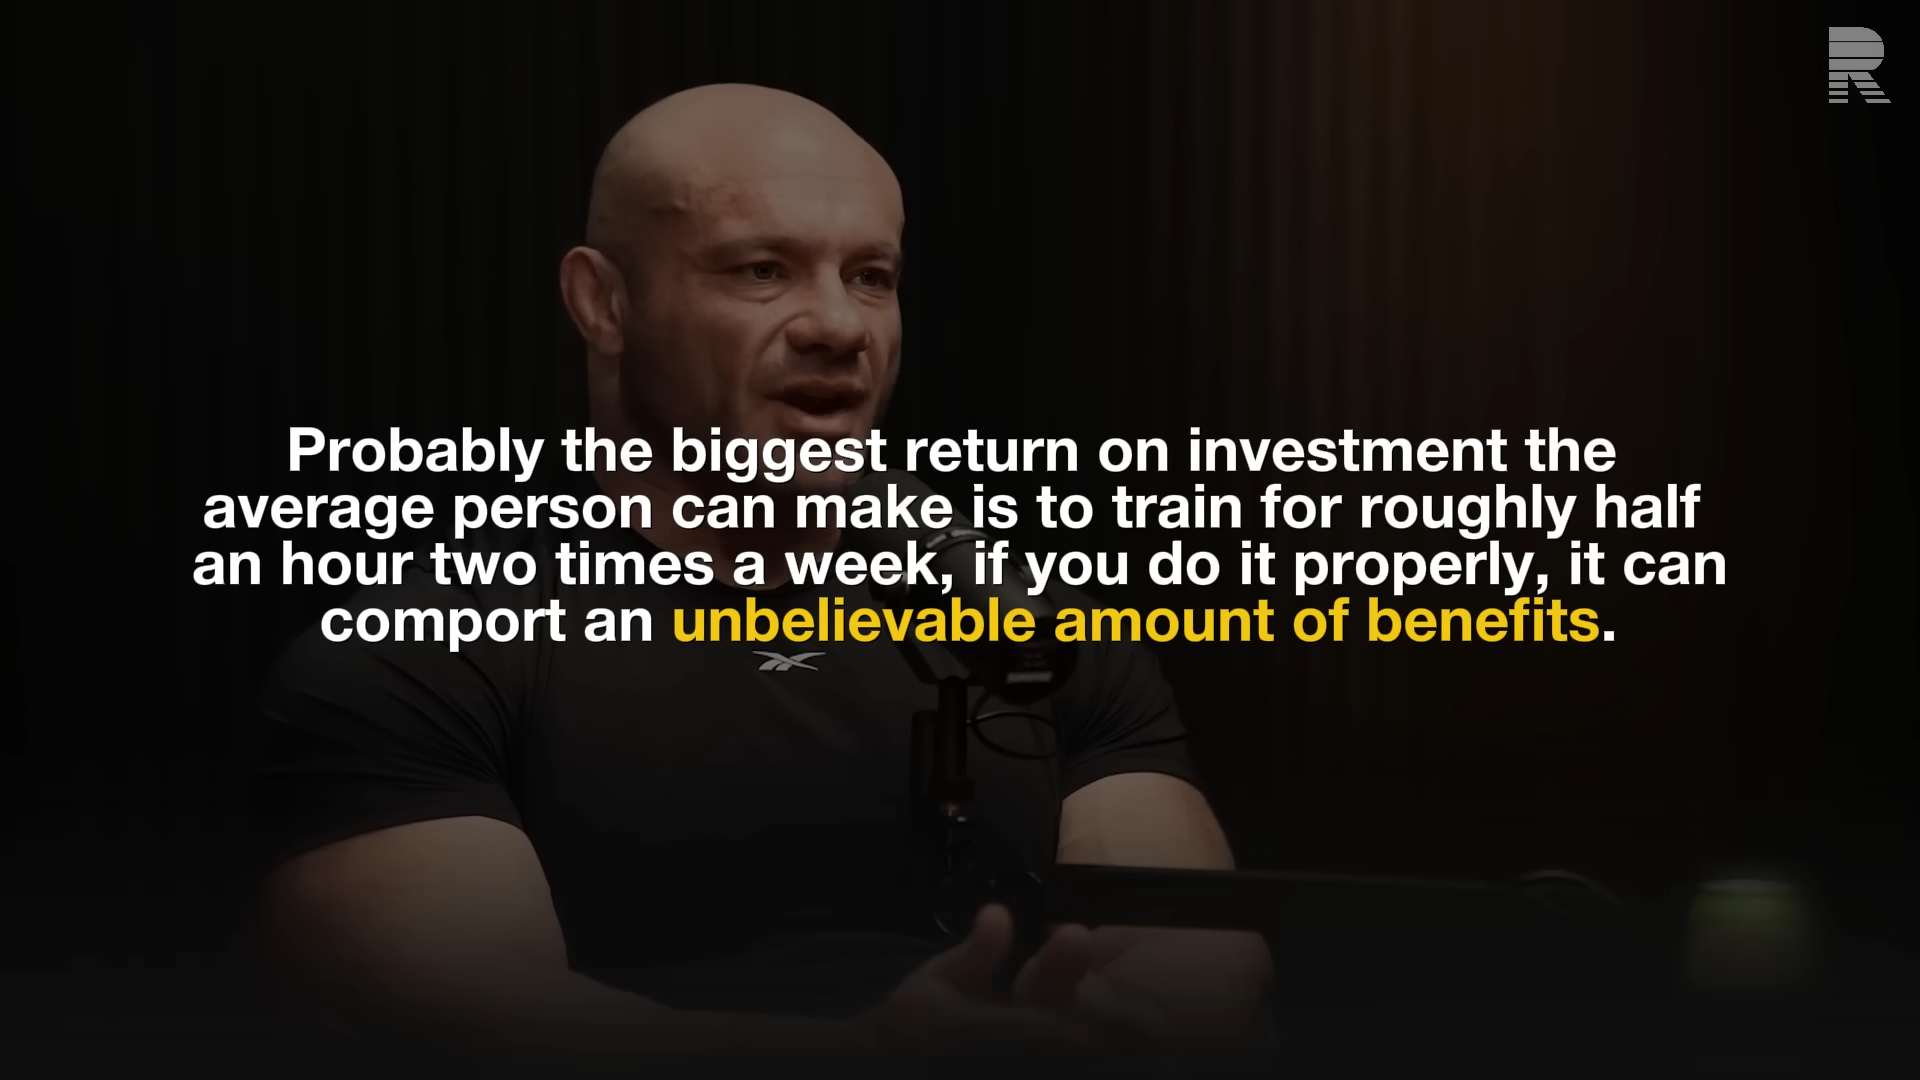 R
Probably the biggest return on investment the
average person can make is to train for roughly half
an hour two times a week, if you do it properly, it can
comport an unbelievable amount of benefits.